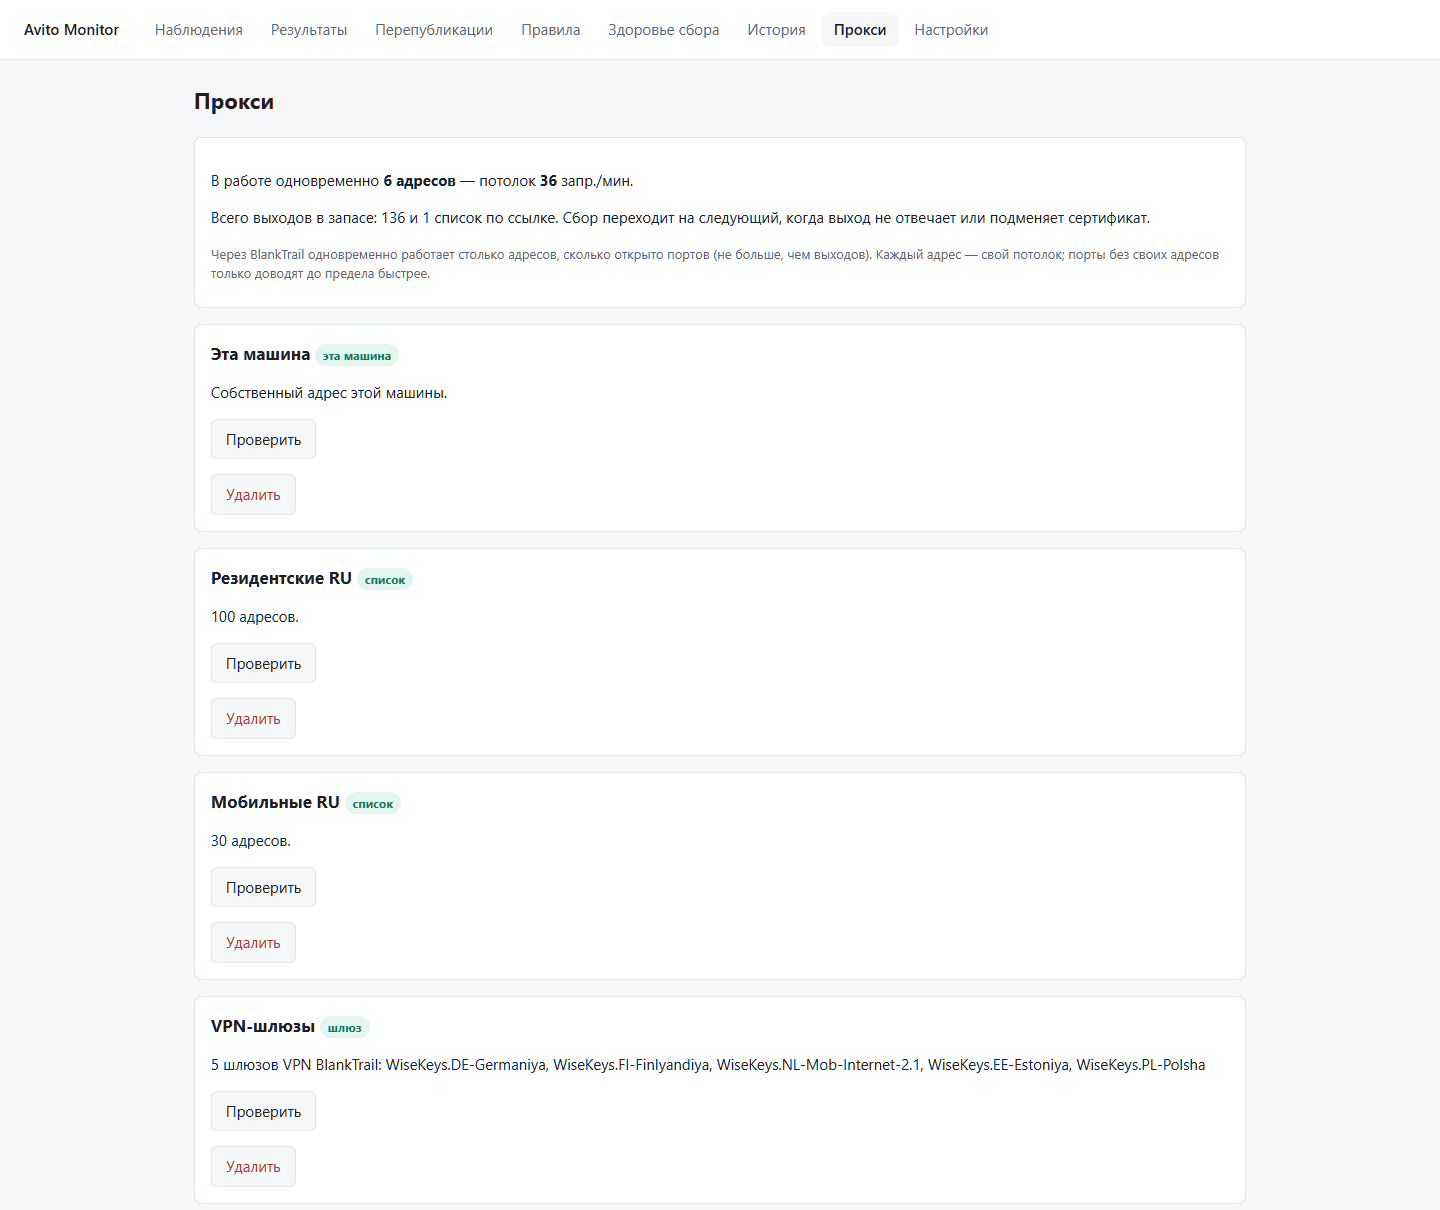 Avito Monitor Наблюдения Результаты Перепубликации Правила Здоровье сбора История Прокси Настройки
Прокси
В работе одновременно 6 адресов — потолок 36 запр./мин.
Всего выходов в запасе: 136 и 1 список по ссылке. Сбор переходит на следующий, когда выход не отвечает или подменяет сертификат.
Через BlankTrail одновременно работает столько адресов, сколько открыто портов (не больше, чем выходов). Каждый адрес — свой потолок; порты без своих адресов
только доводят до предела быстрее.
Эта машина эта машина
Собственный адрес этой машины.
Проверить
Удалить
Резидентские RU список
100 адресов.
Проверить
Удалить
Мобильные RU список
30 адресов.
Проверить
Удалить
VPN-шлюзы шлюз
5 шлюзов VPN BlankTrail: WiseKeys.DE-Germaniya, WiseKeys.FI-Finlyandiya, WiseKeys.NL-Mob-Internet-2.1, WiseKeys.EE-Estoniya, WiseKeys.PL-Polsha
Проверить
Удалить